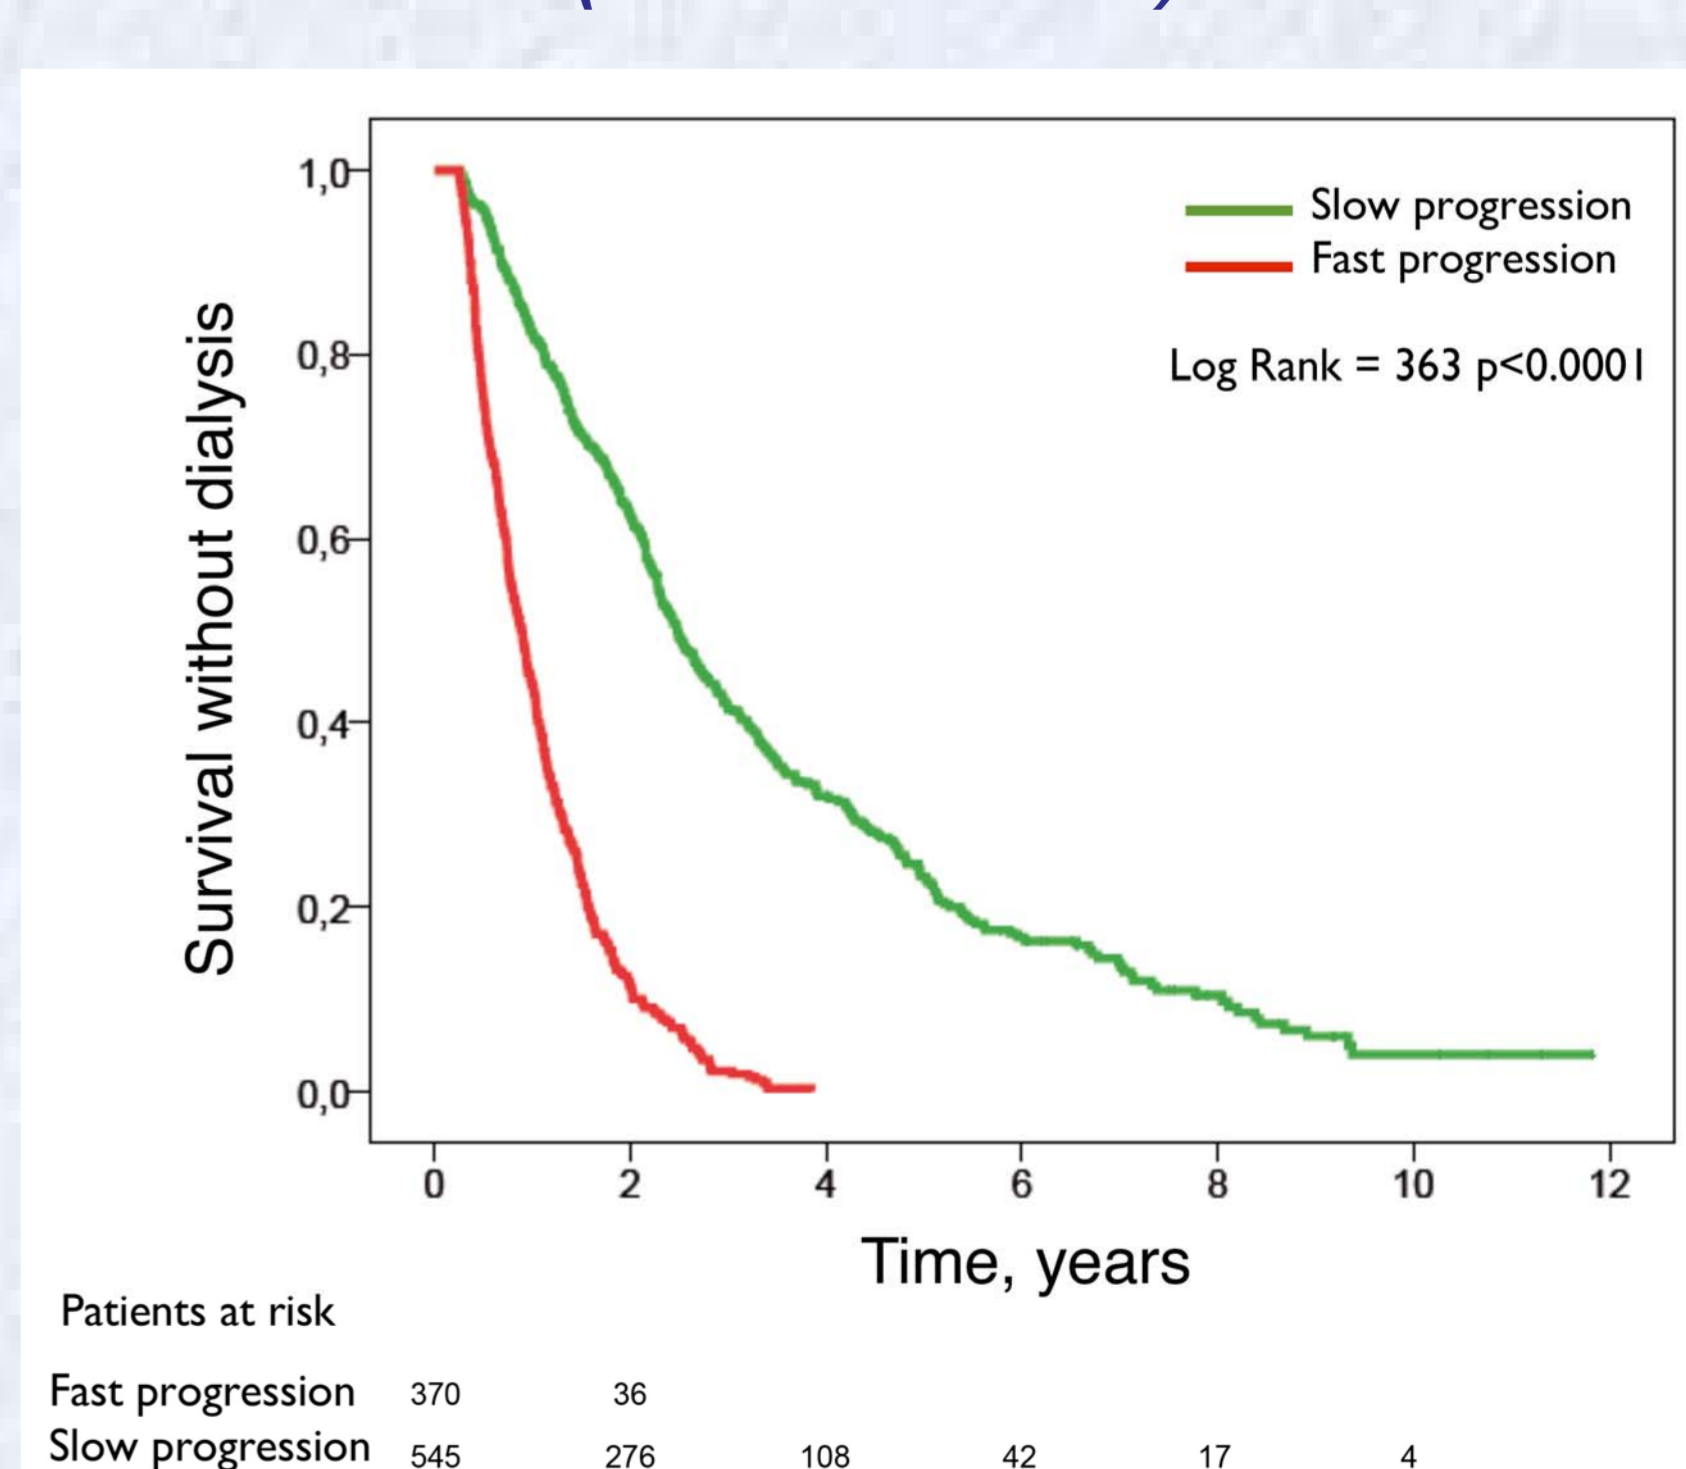 1,0
0,8
0,6
0,4
0,2
0,0
Survival without dialysis
Slow progression
Fast progression
Log Rank = 363 p<0.0001
0 2 4 6 8 10 12
Time, years
Patients at risk
Fast progression 370 36
Slow progression 545 276 108 42 17 4